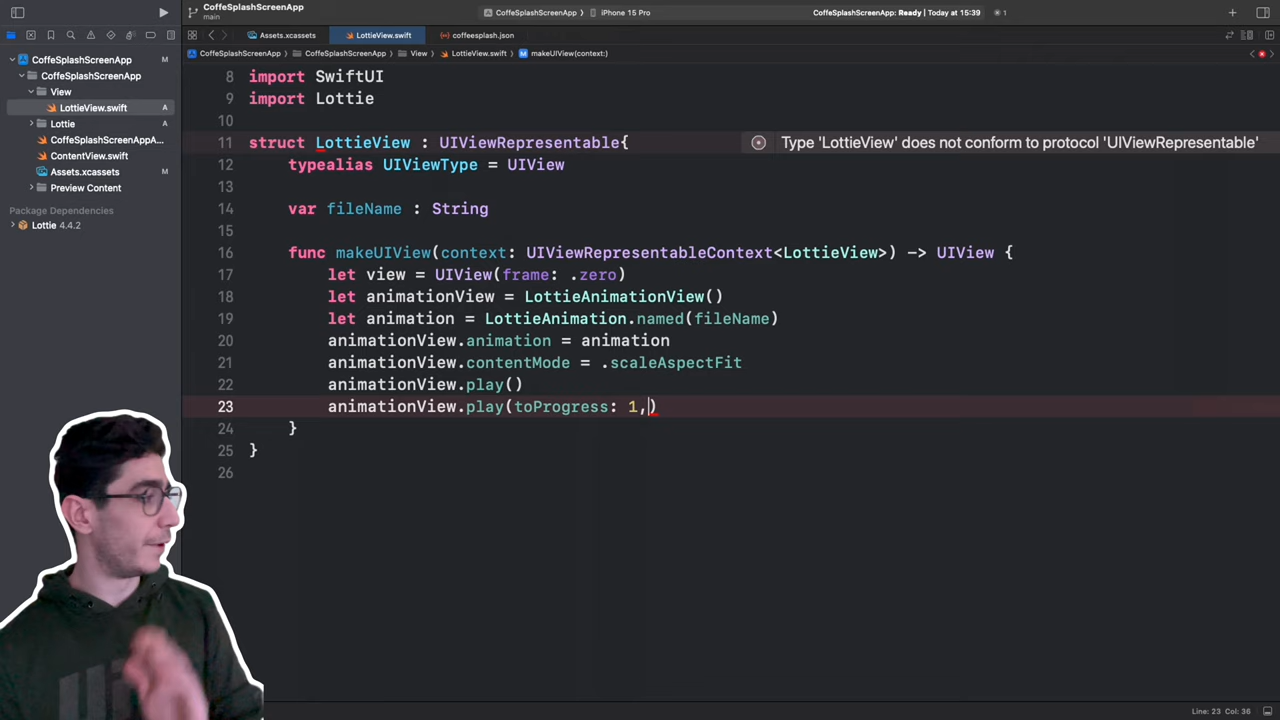 CoffeSplashScreenApp
main
CoffeSplashScreenApp
iPhone 15 Pro
CoffeSplashScreenApp: Ready | Today at 15:39
1
Assets.xcassets
LottieView.swift
coffeesplash.json
CoffeSplashScreenApp
CoffeSplashScreenApp
View
LottieView.swift
M makeUIView(context:)
CoffeSplashScreenApp M
CoffeSplashScreenApp
View
LottieView.swift A
Lottie A
CoffeSplashScreenAppA... A
ContentView.swift A
Assets.xcassets A
Preview Content
Package Dependencies
Lottie 4.4.2
8 import SwiftUI
9 import Lottie
10
11 struct LottieView : UIViewRepresentable{
Type 'LottieView' does not conform to protocol 'UIViewRepresentable'
12 typealias UIViewType = UIView
13
14 var fileName : String
15
16 func makeUIView(context: UIViewRepresentableContext<LottieView>) -> UIView {
17 let view = UIView(frame: .zero)
18 let animationView = LottieAnimationView()
19 let animation = LottieAnimation.named(fileName)
20 animationView.animation = animation
21 animationView.contentMode = .scaleAspectFit
22 animationView.play()
23 animationView.play(toProgress: 1,)
24 }
25 }
26
Line: 23 Col: 36